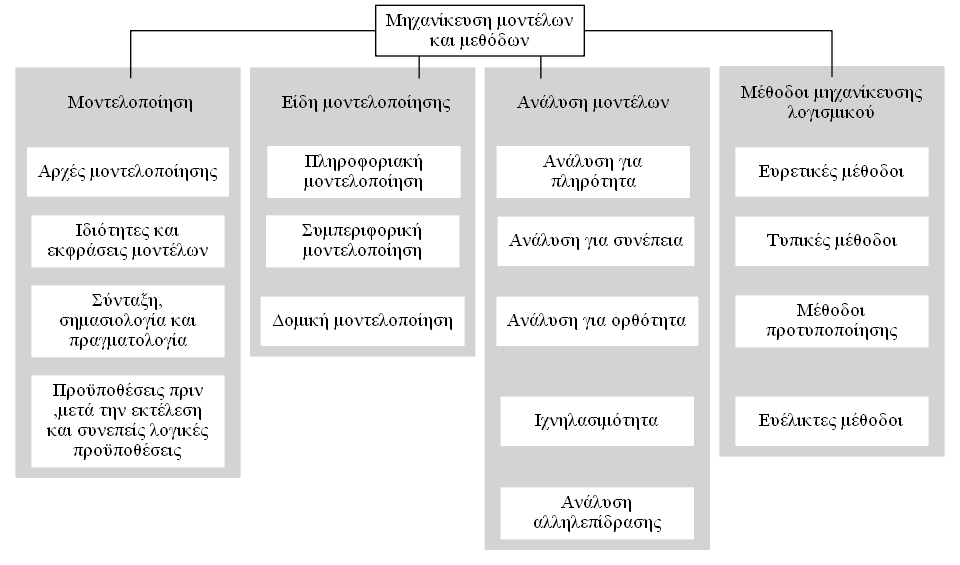 Μηχανίκευση μοντέλων
και μεθόδων
Μοντελοποίηση
Αρχές μοντελοποίησης
Ιδιότητες και
εκφράσεις μοντέλων
Σύνταξη,
σημασιολογία και
πραγματολογία
Προϋποθέσεις πριν
,μετά την εκτέλεση
και συνεπείς λογικές
προϋποθέσεις
Είδη μοντελοποίησης
Πληροφοριακή
μοντελοποίηση
Συμπεριφορική
μοντελοποίηση
Δομική μοντελοποίηση
Ανάλυση μοντέλων
Ανάλυση για
πληρότητα
Ανάλυση για συνέπεια
Ανάλυση για ορθότητα
Ιχνηλασιμότητα
Ανάλυση
αλληλεπίδρασης
Μέθοδοι μηχανίκευσης
λογισμικού
Ευρετικές μέθοδοι
Τυπικές μέθοδοι
Μέθοδοι
προτυποποίησης
Ευέλικτες μέθοδοι